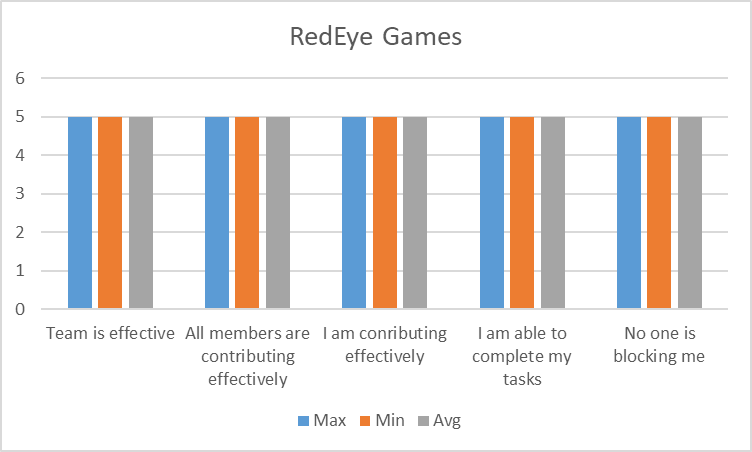 RedEye Games
6
5
4
3
2
1
0
Team is effective
All members are
contributing
effectively
I am conributing
effectively
I am able to
complete my
tasks
No one is
blocking me
Max Min Avg